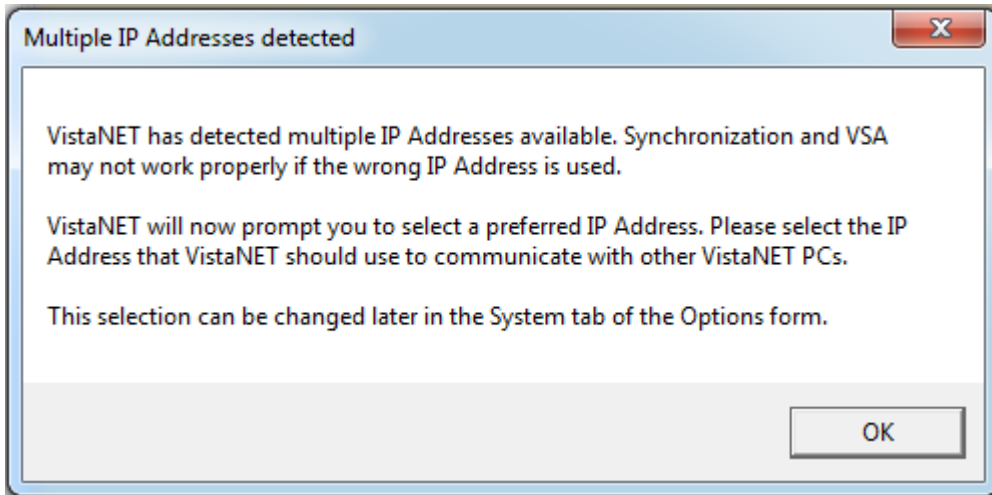 Multiple IP Addresses detected
VistaNET has detected multiple IP Addresses available. Synchronization and VSA
may not work properly if the wrong IP Address is used.
VistaNET will now prompt you to select a preferred IP Address. Please select the IP
Address that VistaNET should use to communicate with other VistaNET PCs.
This selection can be changed later in the System tab of the Options form.
OK